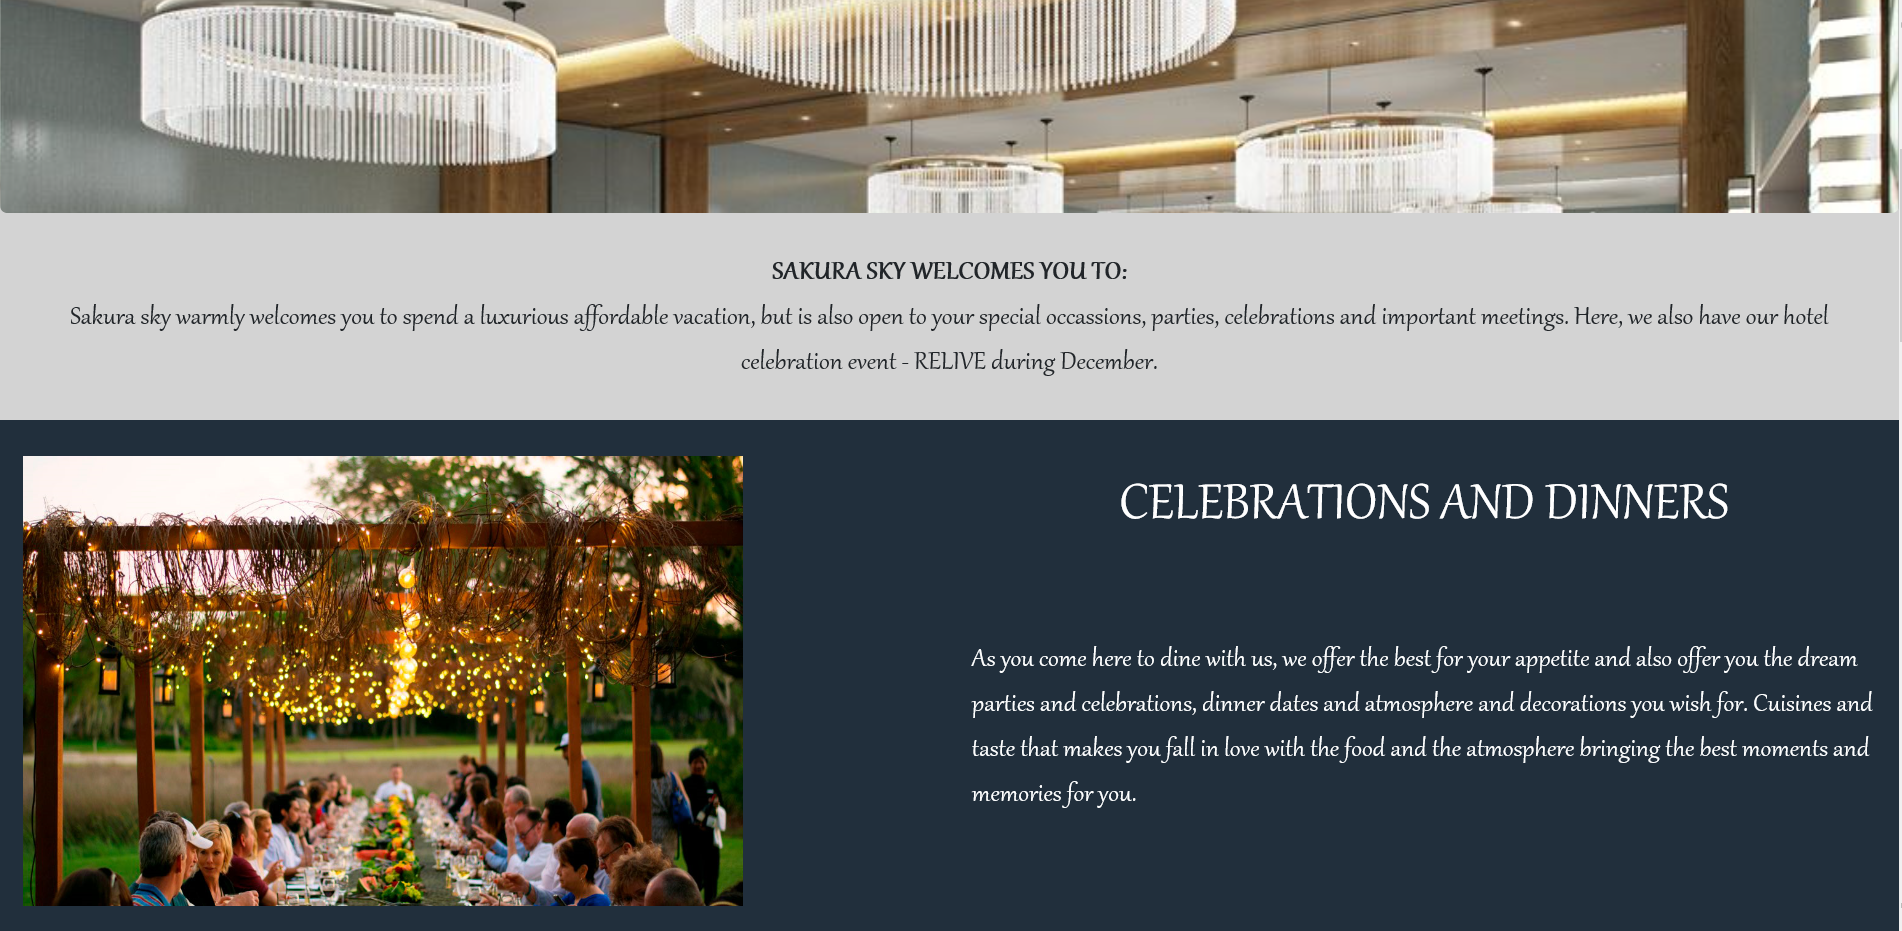 SAKURA SKY WELCOMES YOU TO:
Sakura sky warmly welcomes you to spend a luxurious affordable vacation, but is also open to your special occassions, parties, celebrations and important meetings. Here, we also have our hotel
celebration event - RELIVE during December.
CELEBRATIONS AND DINNERS
As you come here to dine with us, we offer the best for your appetite and also offer you the dream
parties and celebrations, dinner dates and atmosphere and decorations you wish for. Cuisines and
taste that makes you fall in love with the food and the atmosphere bringing the best moments and
memories for you.